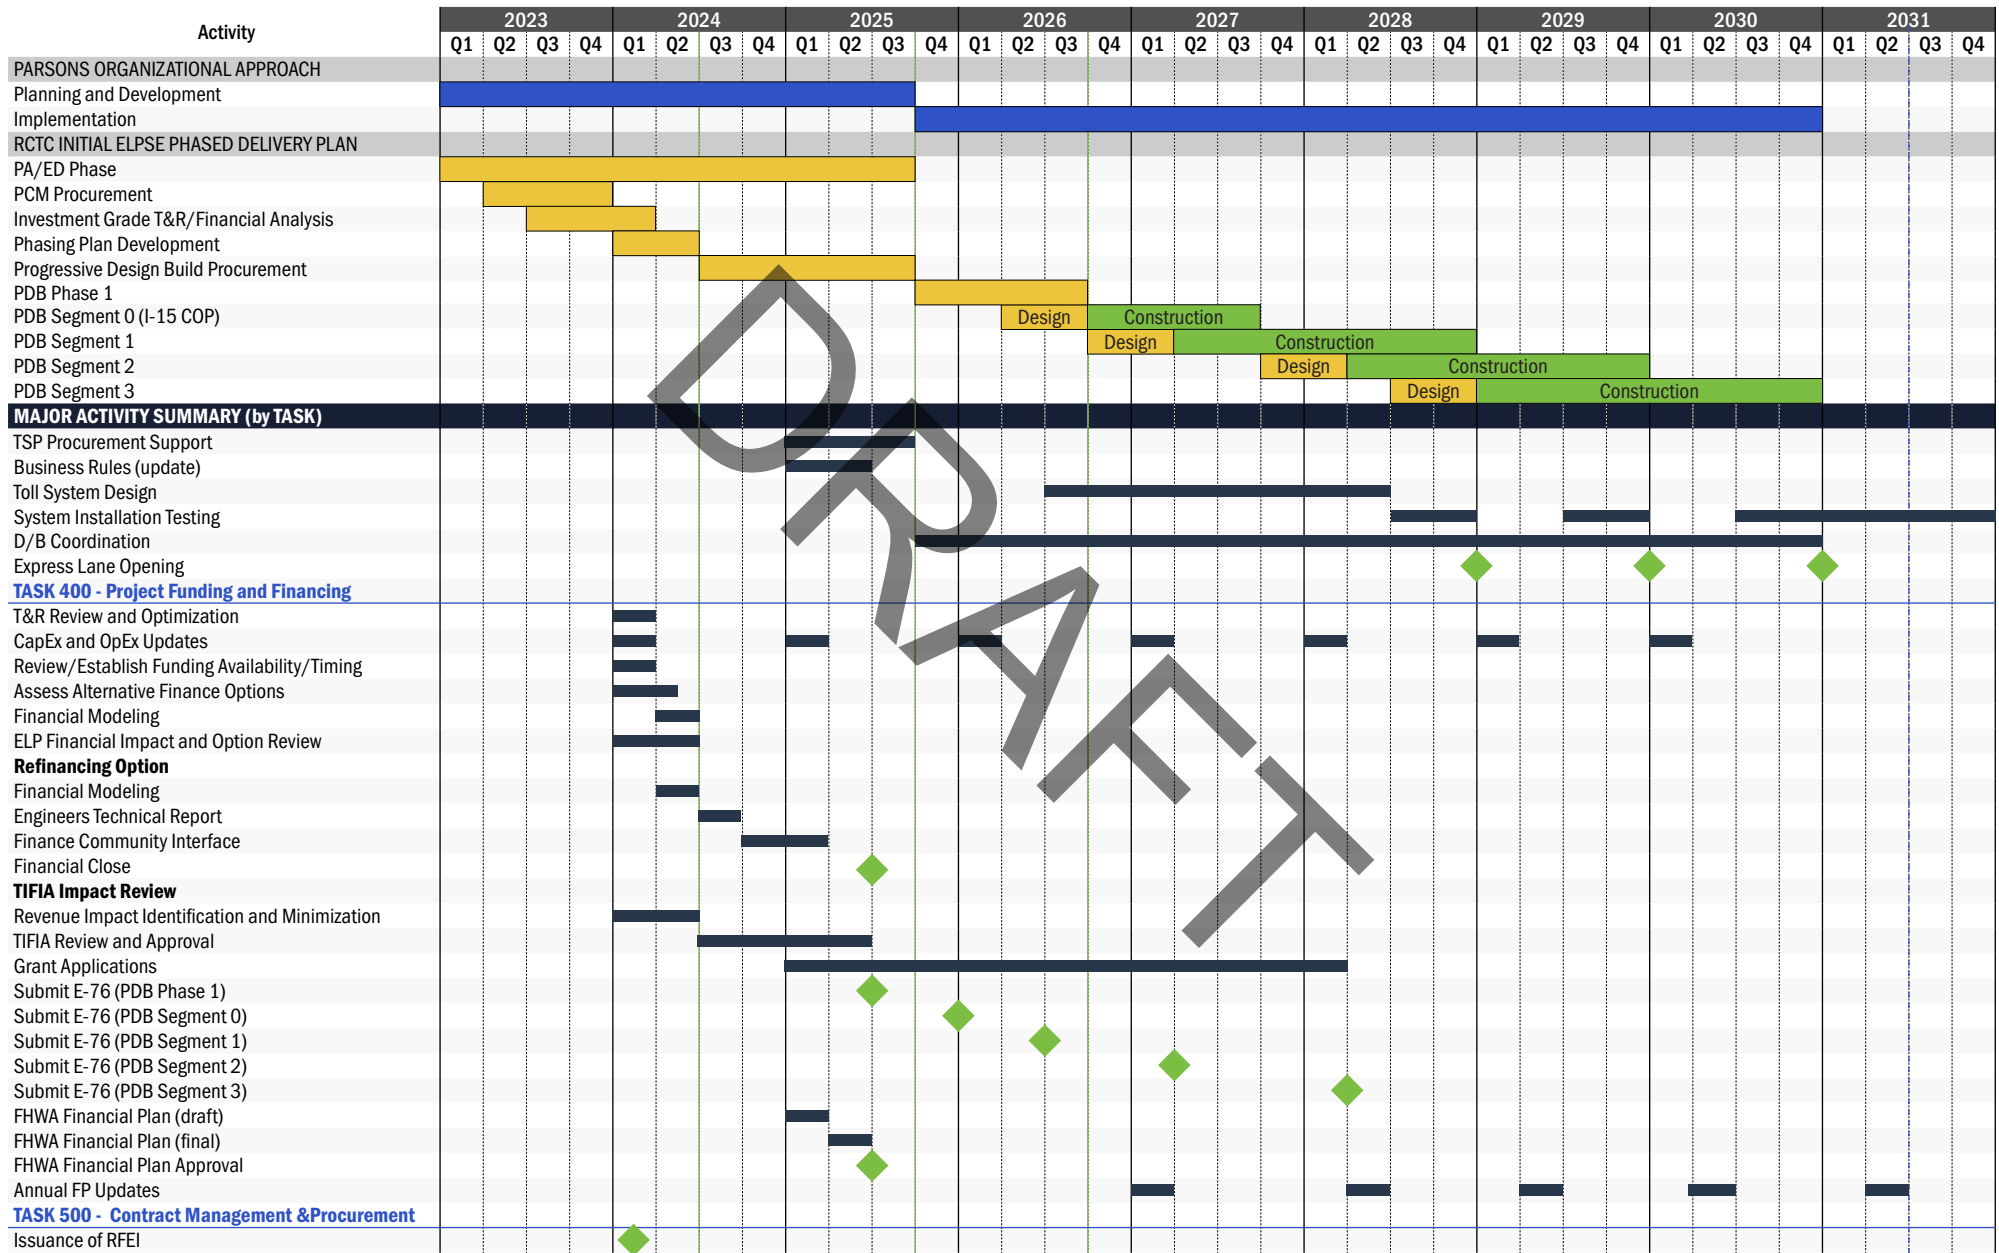 2023 2024 2025 2026 2027 2028 2029 2030 2031
Activity
Q1 Q2 Q3 Q4 Q1 Q2 Q3 Q4 Q1 Q2 Q3 Q4 Q1 Q2 Q3 Q4 Q1 Q2 Q3 Q4 Q1 Q2 Q3 Q4 Q1 Q2 Q3 Q4 Q1 Q2 Q3 Q4 Q1 Q2 Q3 Q4
PARSONS ORGANIZATIONAL APPROACH
Planning and Development
Implementation
RCTC INITIAL ELPSE PHASED DELIVERY PLAN
PA/ED Phase
PCM Procurement
Investment Grade T&R/Financial Analysis
Phasing Plan Development
Progressive Design Build Procurement
PDB Phase 1
PDB Segment 0 (I-15 COP) Design Construction
PDB Segment 1 Design Construction
PDB Segment 2 Design Construction
PDB Segment 3 Design Construction
MAJOR ACTIVITY SUMMARY (by TASK)
TSP Procurement Support
Business Rules (update)
Toll System Design
System Installation Testing
D/B Coordination
Express Lane Opening
TASK 400 - Project Funding and Financing
T&R Review and Optimization
CapEx and OpEx Updates
Review/Establish Funding Availability/Timing
Assess Alternative Finance Options
Financial Modeling
ELP Financial Impact and Option Review
Refinancing Option
Financial Modeling
Engineers Technical Report
Finance Community Interface
Financial Close
TIFIA Impact Review
Revenue Impact Identification and Minimization
TIFIA Review and Approval
Grant Applications
Submit E-76 (PDB Phase 1)
Submit E-76 (PDB Segment 0)
Submit E-76 (PDB Segment 1)
Submit E-76 (PDB Segment 2)
Submit E-76 (PDB Segment 3)
FHWA Financial Plan (draft)
FHWA Financial Plan (final)
FHWA Financial Plan Approval
Annual FP Updates
TASK 500 - Contract Management &Procurement
Issuance of RFEI
DRAFT